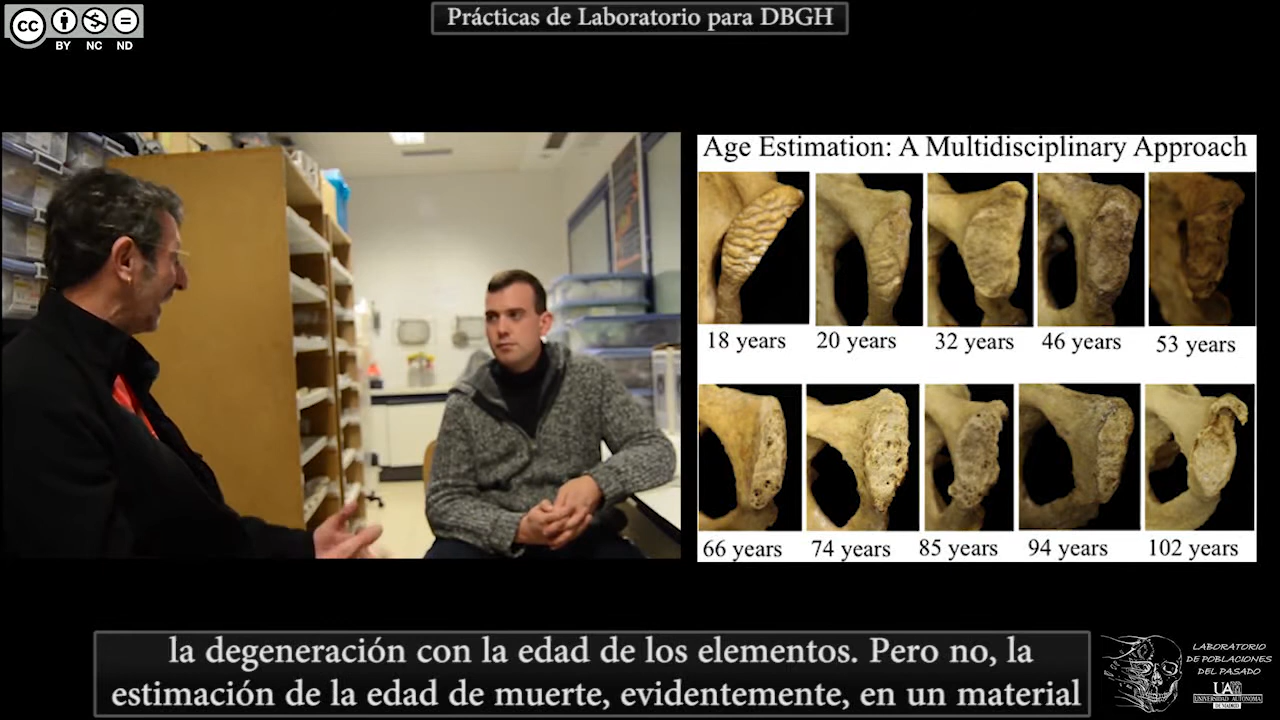 cc
BY NC ND
Prácticas de Laboratorio para DBGH
Age Estimation: A Multidisciplinary Approach
18 years
20 years
32 years
46 years
53 years
66 years
74 years
85 years
94 years
102 years
la degeneración con la edad de los elementos. Pero no, la
estimación de la edad de muerte, evidentemente, en un material
LABORATORIO
DE POBLACIONES
DEL PASADO
UAM
UNIVERSIDAD AUTONOMA
DE MADRID